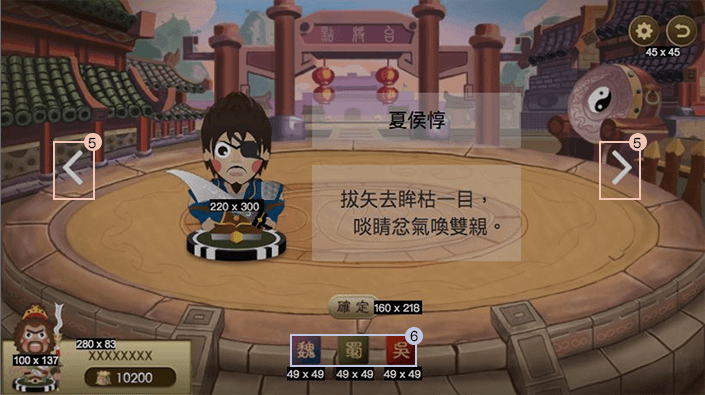 點將台
45 x 45
夏侯惇
5
5
拔矢去眸枯一目，
啖睛忿氣喚雙親。
220 x 300
確定
160 x 218
6
魏
蜀
吳
49 x 49
49 x 49
49 x 49
280 x 83
XXXXXXXX
100 x 137
10200